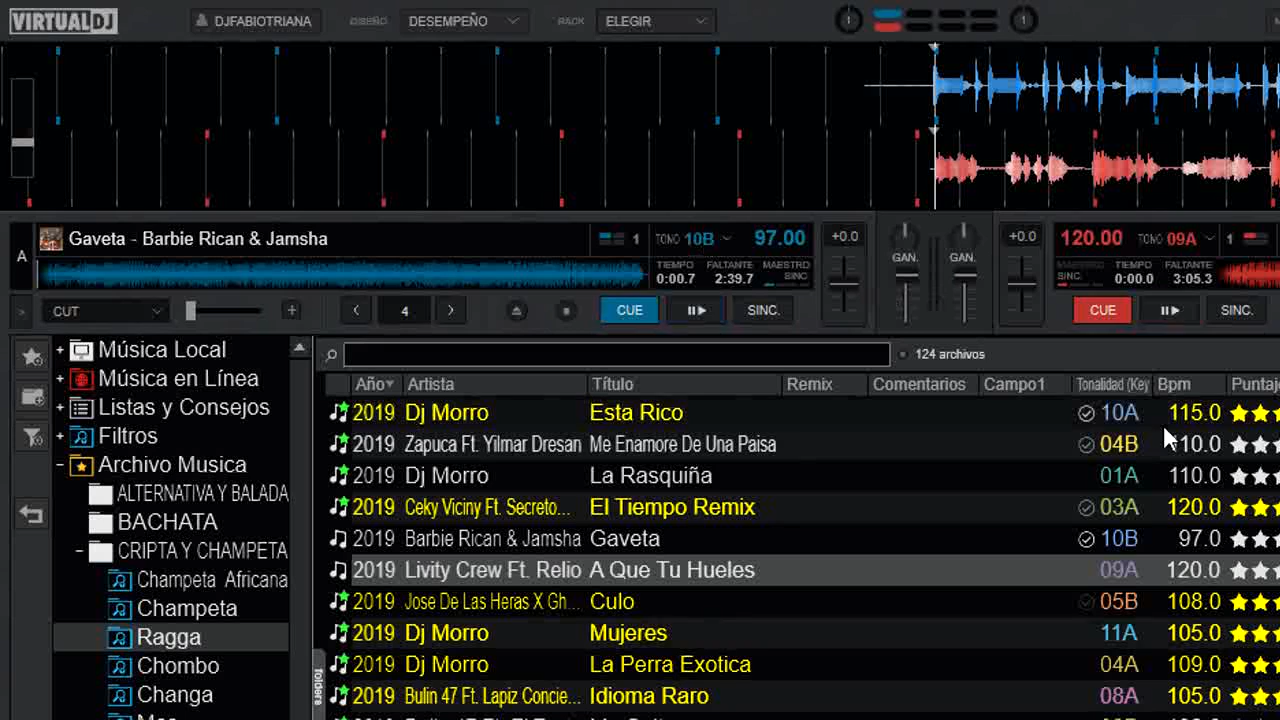 VIRTUALDJ DJFABIOTRIANA DISEÑO DESEMPEÑO PACK ELEGIR
A Gaveta - Barbie Rican & Jamsha 1 TONO 10B 97.00 +0.0 GAN. GAN. +0.0 120.00 TONO 09A 1
TIEMPO 0:00.7 FALTANTE 2:39.7 MAESTRO SINC. MAESTRO SINC. TIEMPO 0:00.0 FALTANTE 3:05.3
CUT 4 CUE SINC. CUE SINC.
Música Local
Música en Línea
Listas y Consejos
Filtros
Archivo Musica
ALTERNATIVA Y BALADA
BACHATA
CRIPTA Y CHAMPETA
Champeta Africana
Champeta
Ragga
Chombo
Changa
folders
124 archivos
Año Artista Título Remix Comentarios Campo1 Tonalidad (Key Bpm Puntaj
2019 Dj Morro Esta Rico 10A 115.0
2019 Zapuca Ft. Yilmar Dresan Me Enamore De Una Paisa 04B 110.0
2019 Dj Morro La Rasquiña 01A 110.0
2019 Ceky Viciny Ft. Secreto... El Tiempo Remix 03A 120.0
2019 Barbie Rican & Jamsha Gaveta 10B 97.0
2019 Livity Crew Ft. Relio A Que Tu Hueles 09A 120.0
2019 Jose De Las Heras X Gh... Culo 05B 108.0
2019 Dj Morro Mujeres 11A 105.0
2019 Dj Morro La Perra Exotica 04A 109.0
2019 Bulin 47 Ft. Lapiz Concie... Idioma Raro 08A 105.0